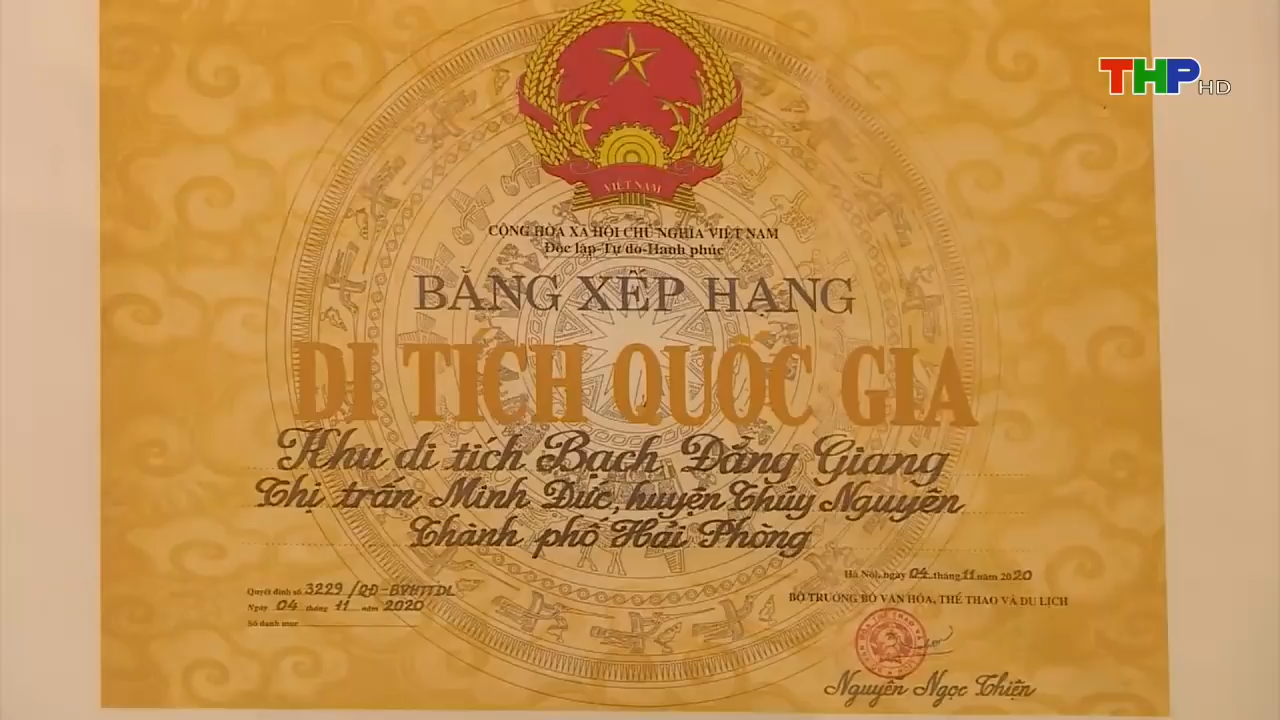 THP HD
VIỆT NAM
CỘNG HÒA XÃ HỘI CHỦ NGHĨA VIỆT NAM
Độc lập-Tự do-Hạnh phúc
BẰNG XẾP HẠNG
DI TÍCH QUỐC GIA
Khu di tích Bạch Đằng Giang
Thị trấn Minh Đức, huyện Thủy Nguyên
Thành phố Hải Phòng
Quyết định số 3229 /QĐ-BVHTTDL
Ngày 04 tháng 11 năm 2020
Số danh mục
Hà Nội, ngày 04 tháng 11 năm 2020
BỘ TRƯỞNG BỘ VĂN HÓA, THỂ THAO VÀ DU LỊCH
Nguyễn Ngọc Thiện